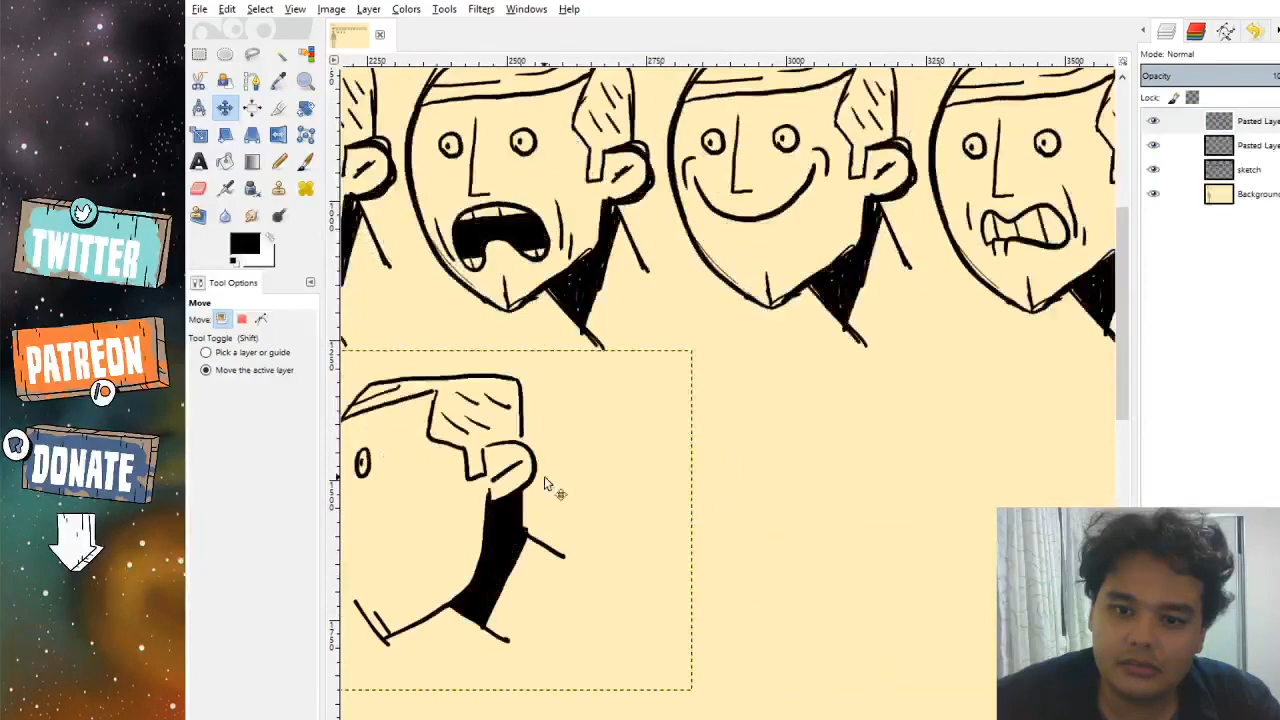 File Edit Select View Image Layer Colors Tools Filters Windows Help
TWITTER
PATREON
DONATE
Tool Options
Move
Move:
Tool Toggle (Shift)
Pick a layer or guide
Move the active layer
2250 2500 2750 3000 3250 3500
Mode: Normal
Opacity 10
Lock:
Pasted Laye
Pasted Laye
sketch
Background